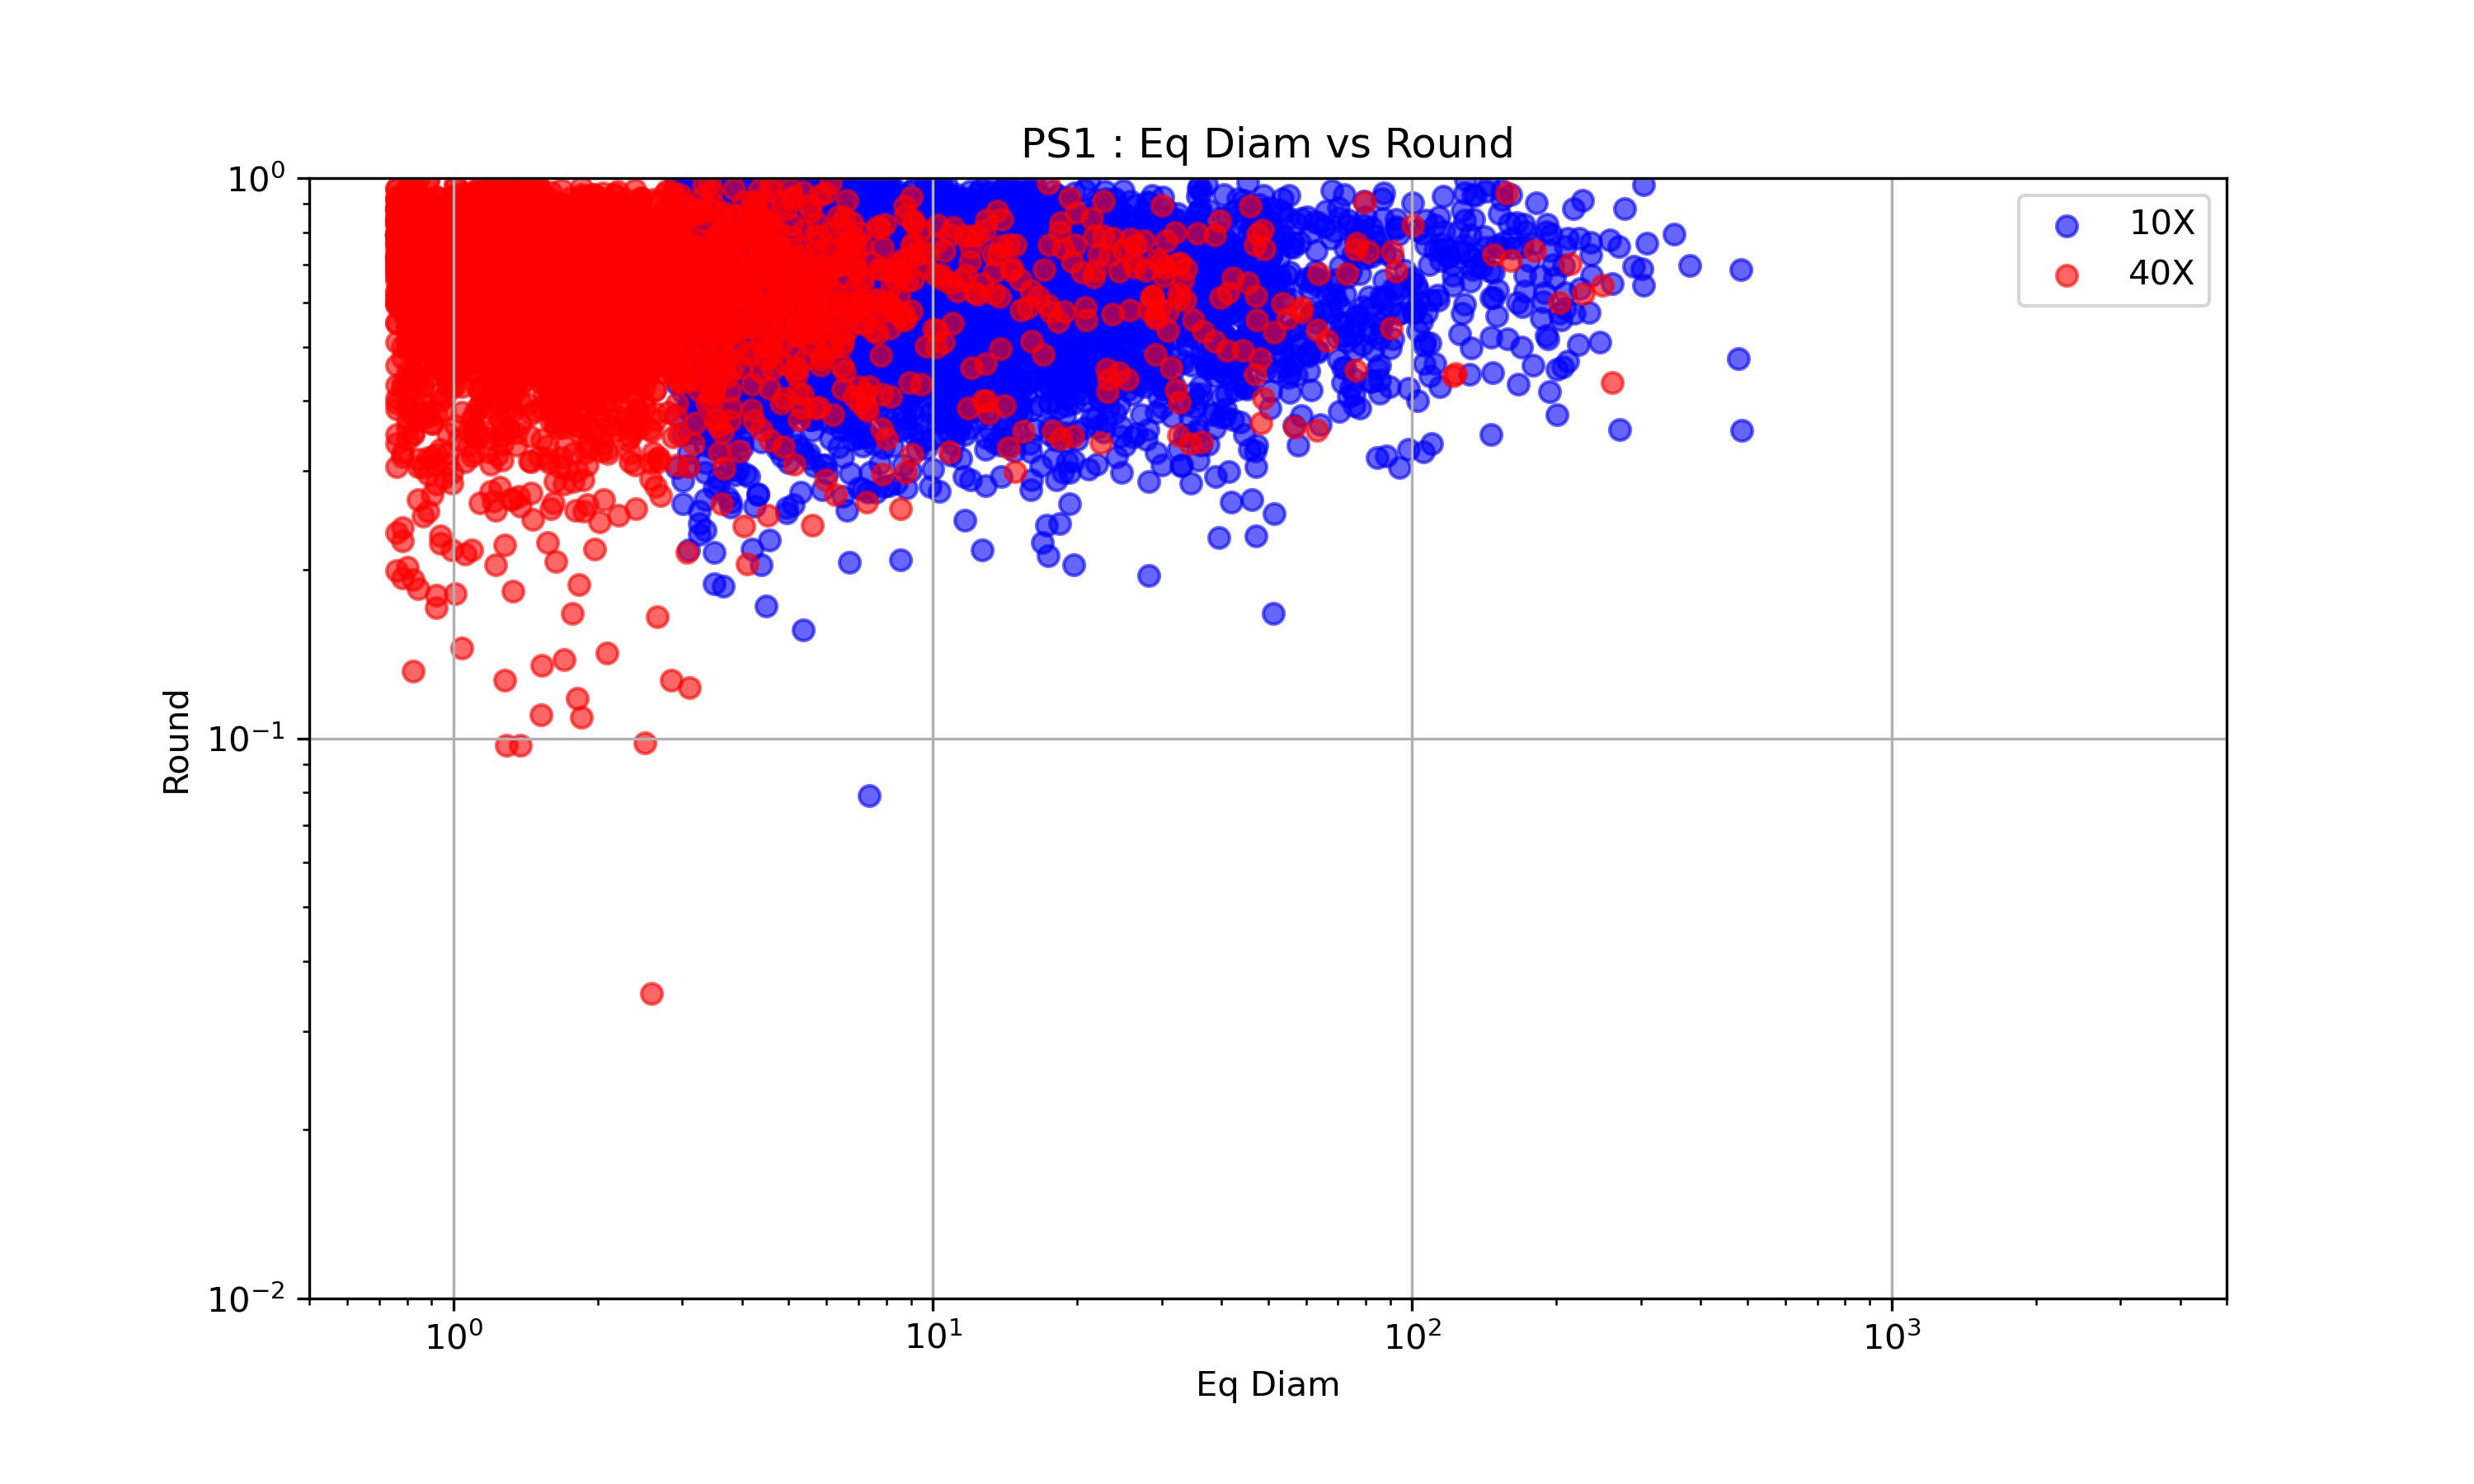 PS1 : Eq Diam vs Round
10⁰
10⁻¹
10⁻²
Round
10X
40X
10⁰ 10¹ 10² 10³
Eq Diam